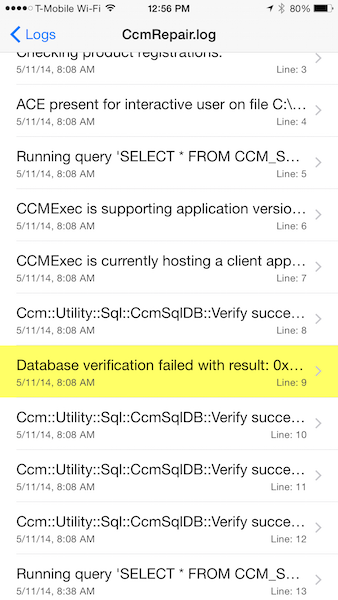 T-Mobile Wi-Fi 12:56 PM 80%
Logs CcmRepair.log
Checking product registrations.
5/11/14, 8:08 AM Line: 3
ACE present for interactive user on file C:\...
5/11/14, 8:08 AM Line: 4
Running query 'SELECT * FROM CCM_S...
5/11/14, 8:08 AM Line: 5
CCMExec is supporting application versio...
5/11/14, 8:08 AM Line: 6
CCMExec is currently hosting a client app...
5/11/14, 8:08 AM Line: 7
Ccm::Utility::Sql::CcmSqlDB::Verify succe...
5/11/14, 8:08 AM Line: 8
Database verification failed with result: 0x...
5/11/14, 8:08 AM Line: 9
Ccm::Utility::Sql::CcmSqlDB::Verify succe...
5/11/14, 8:08 AM Line: 10
Ccm::Utility::Sql::CcmSqlDB::Verify succe...
5/11/14, 8:08 AM Line: 11
Ccm::Utility::Sql::CcmSqlDB::Verify succe...
5/11/14, 8:08 AM Line: 12
Running query 'SELECT * FROM CCM_S...
5/11/14, 8:38 AM Line: 13